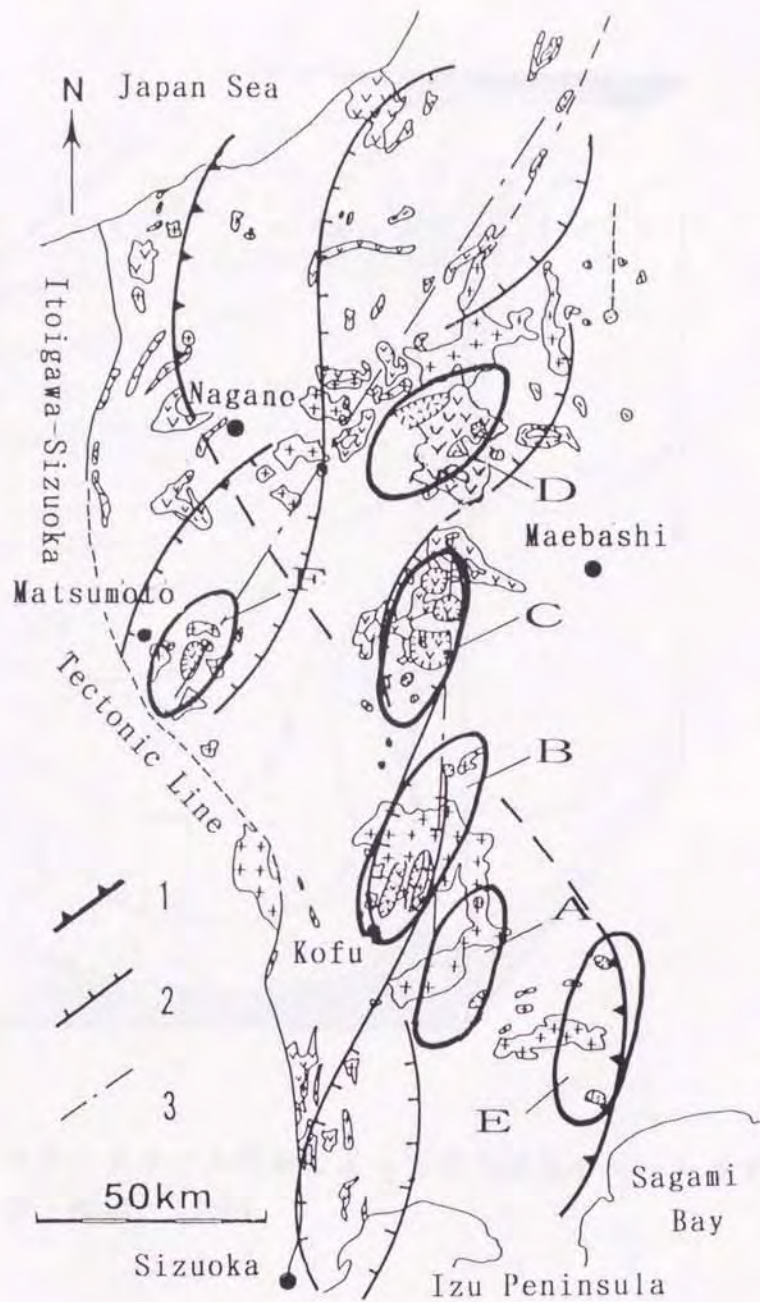 N
Japan Sea
Itoigawa-Sizuoka
Nagano
D
Maebashi
Matsumoto
F
C
Tectonic Line
B
1
A
Kofu
2
3
E
50km
Sagami
Bay
Sizuoka
Izu Peninsula